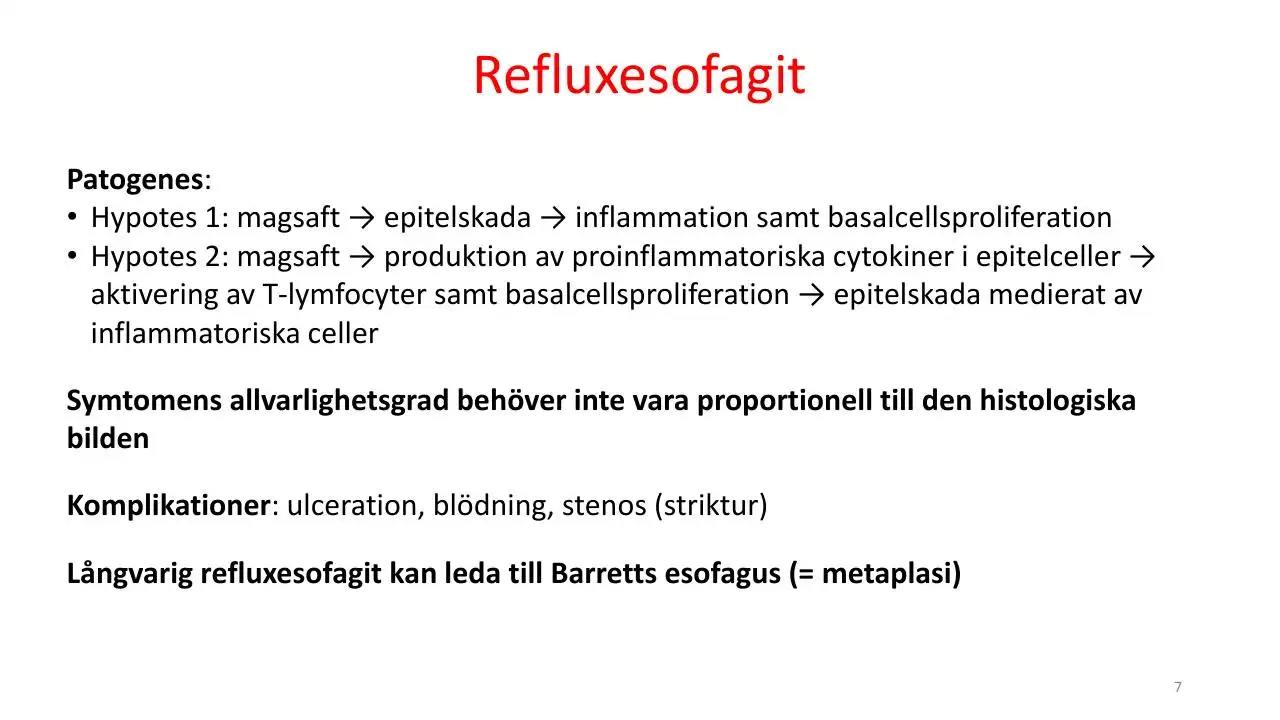 Refluxesofagit
Patogenes:
• Hypotes 1: magsaft → epitelskada → inflammation samt basalcellsproliferation
• Hypotes 2: magsaft → produktion av proinflammatoriska cytokiner i epitelceller →
aktivering av T-lymfocyter samt basalcellsproliferation → epitelskada medierat av
inflammatoriska celler
Symtomens allvarlighetsgrad behöver inte vara proportionell till den histologiska
bilden
Komplikationer: ulceration, blödning, stenos (striktur)
Långvarig refluxesofagit kan leda till Barretts esofagus (= metaplasi)
7